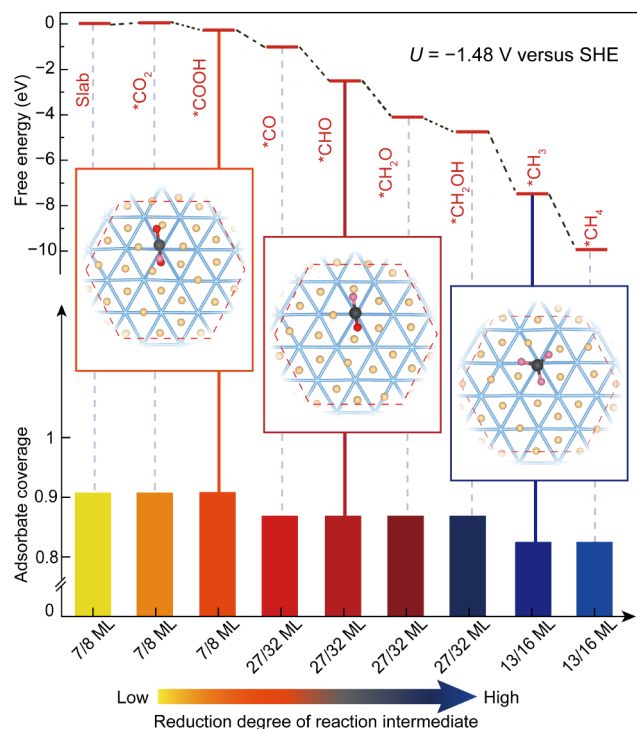 U = −1.48 V versus SHE
Free energy (eV)
0
−2
−4
−6
−8
−10
Slab
*CO₂
*COOH
*CO
*CHO
*CH₂O
*CH₂OH
*CH₃
*CH₄
Adsorbate coverage
1
0.9
0.8
0
7/8 ML
7/8 ML
7/8 ML
27/32 ML
27/32 ML
27/32 ML
27/32 ML
13/16 ML
13/16 ML
Low
High
Reduction degree of reaction intermediate